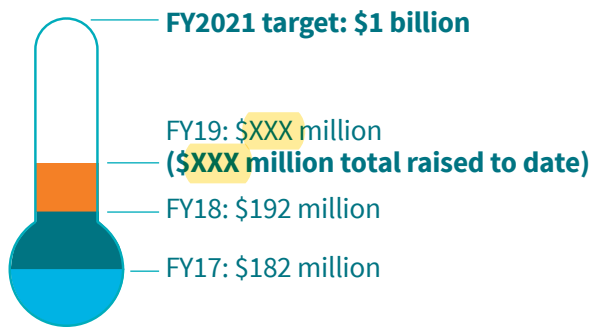 FY2021 target: $1 billion
FY19: $XXX million
($XXX million total raised to date)
FY18: $192 million
FY17: $182 million